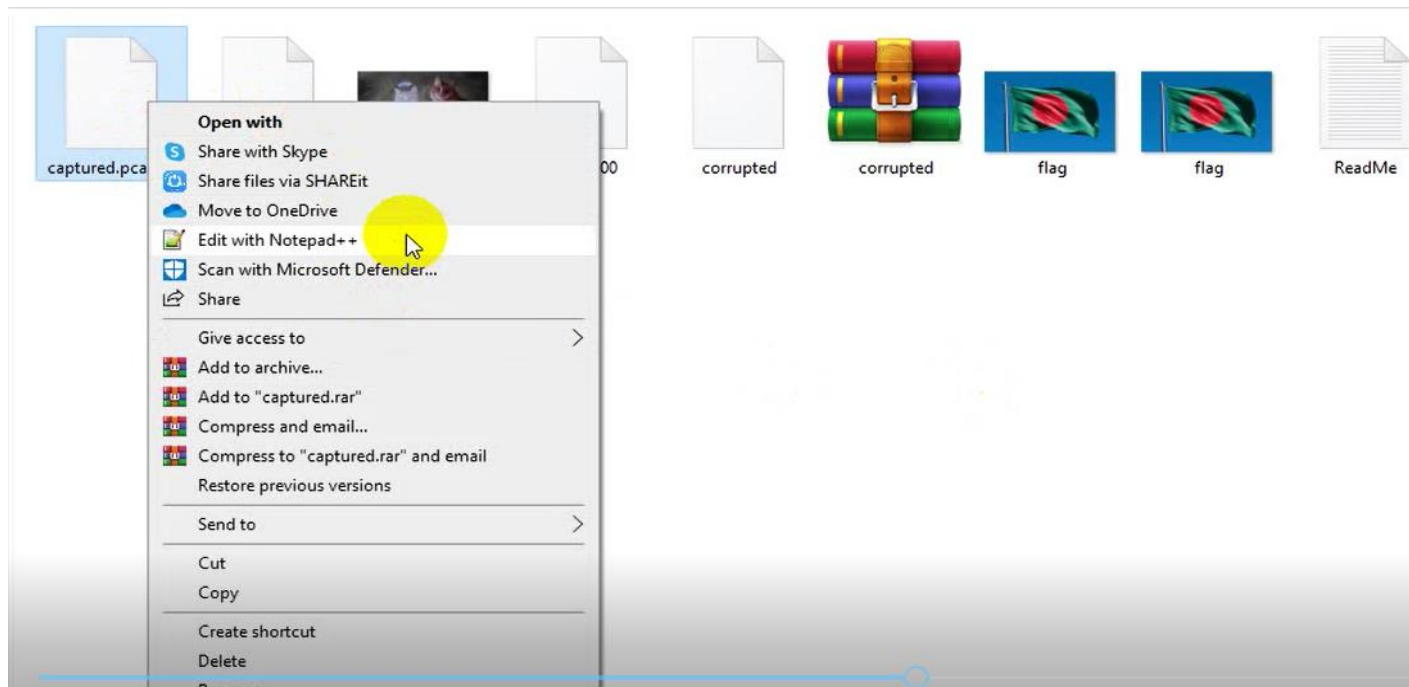 captured.pca
00
corrupted
corrupted
flag
flag
ReadMe
Open with
Share with Skype
Share files via SHAREit
Move to OneDrive
Edit with Notepad++
Scan with Microsoft Defender...
Share
Give access to
Add to archive...
Add to "captured.rar"
Compress and email...
Compress to "captured.rar" and email
Restore previous versions
Send to
Cut
Copy
Create shortcut
Delete